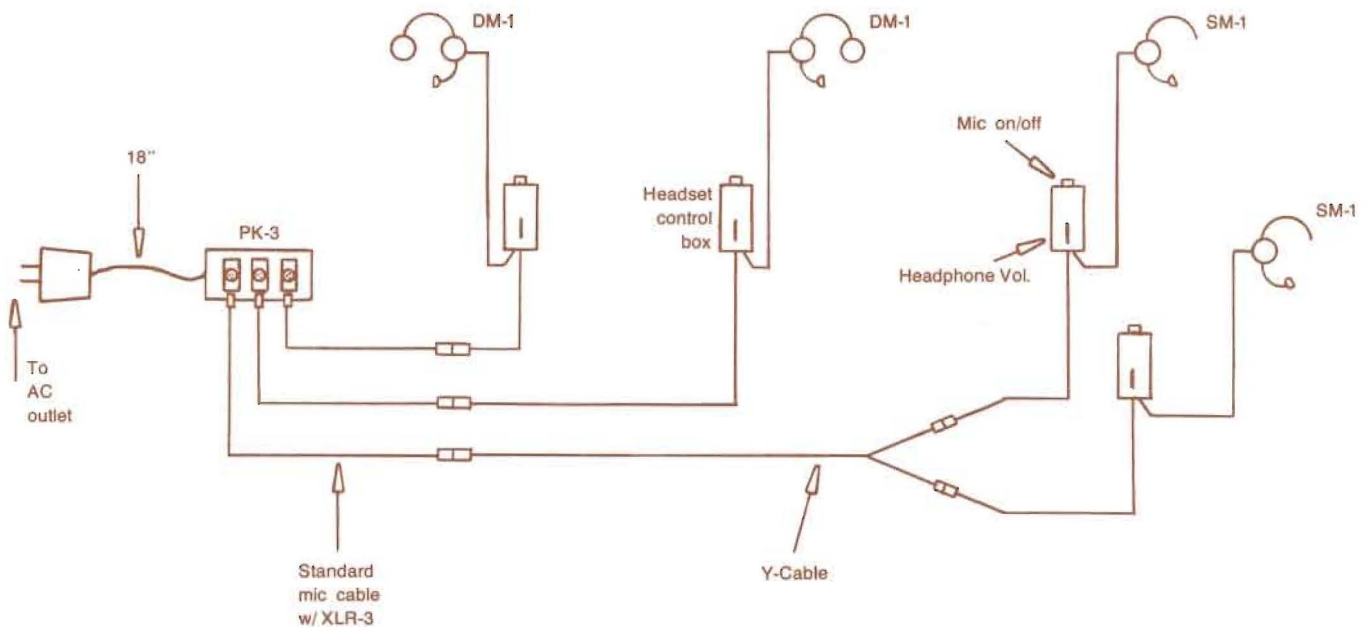 DM-1
DM-1
SM-1
Mic on/off
18"
Headset
control
box
SM-1
PK-3
Headphone Vol.
To
AC
outlet
Standard
mic cable
w/ XLR-3
Y-Cable